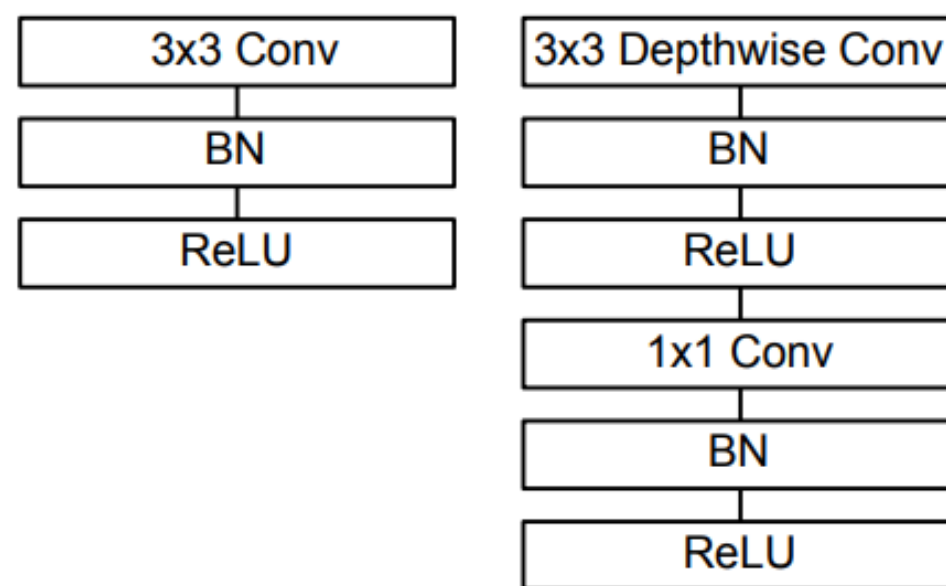 3x3 Conv
BN
ReLU
3x3 Depthwise Conv
BN
ReLU
1x1 Conv
BN
ReLU